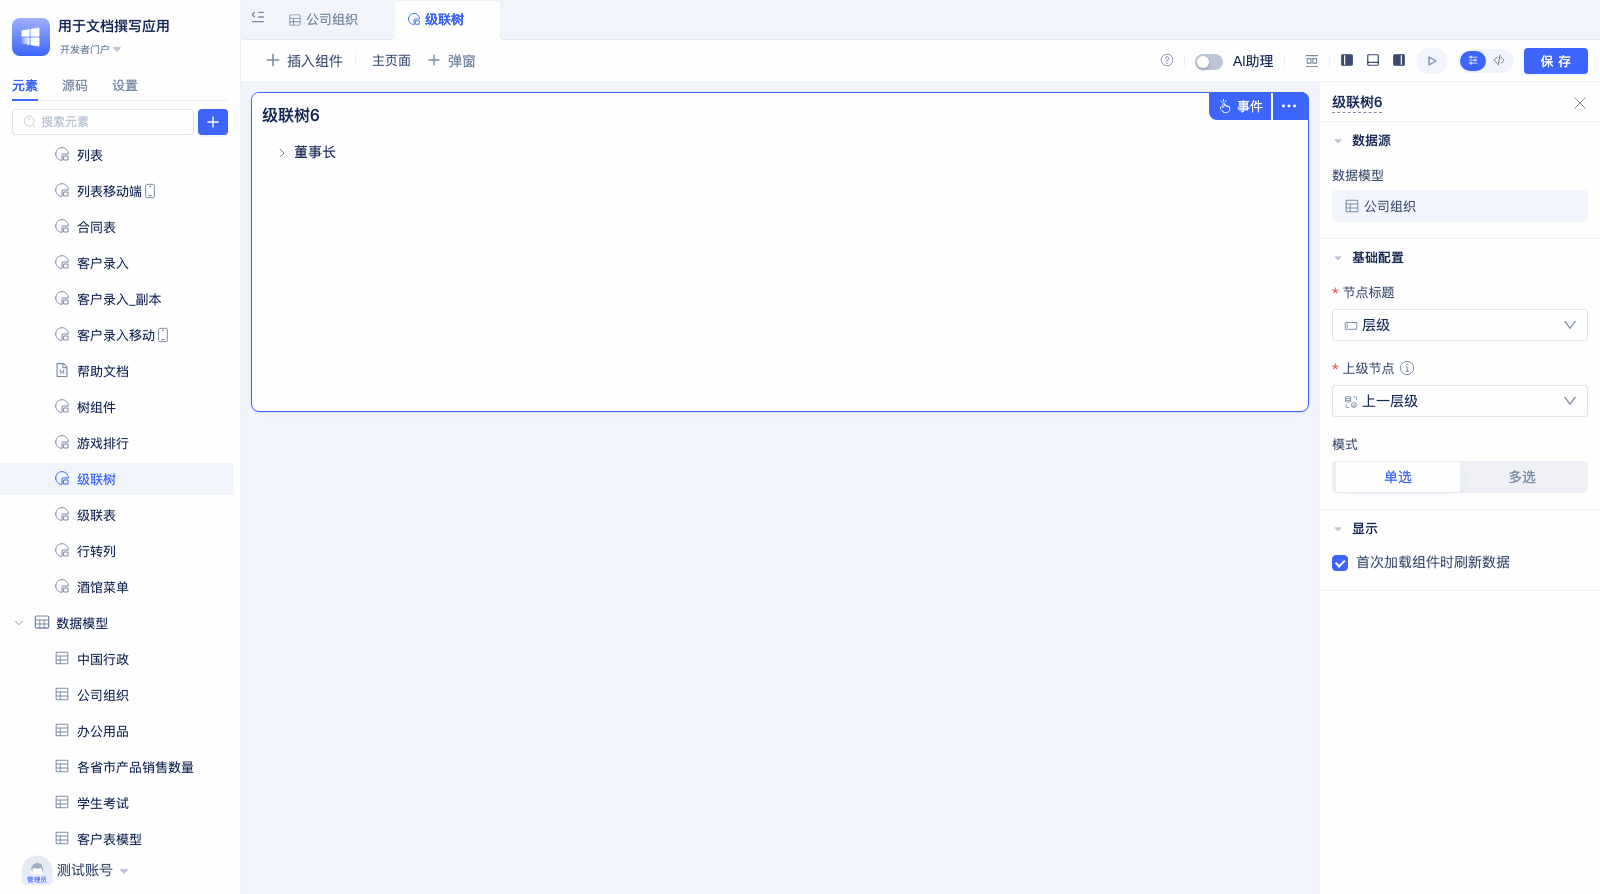 用于文档撰写应用
开发者门户
元素 源码 设置
搜索元素
列表
列表移动端
合同表
客户录入
客户录入_副本
客户录入移动
帮助文档
树组件
游戏排行
级联树
级联表
行转列
酒馆菜单
数据模型
中国行政
公司组织
办公用品
各省市产品销售数量
学生考试
客户表模型
测试账号
管理员
公司组织 级联树
插入组件 主页面 弹窗
AI助理
保 存
级联树6
事件
董事长
级联树6
数据源
数据模型
公司组织
基础配置
* 节点标题
层级
* 上级节点
上一层级
模式
单选 多选
显示
首次加载组件时刷新数据